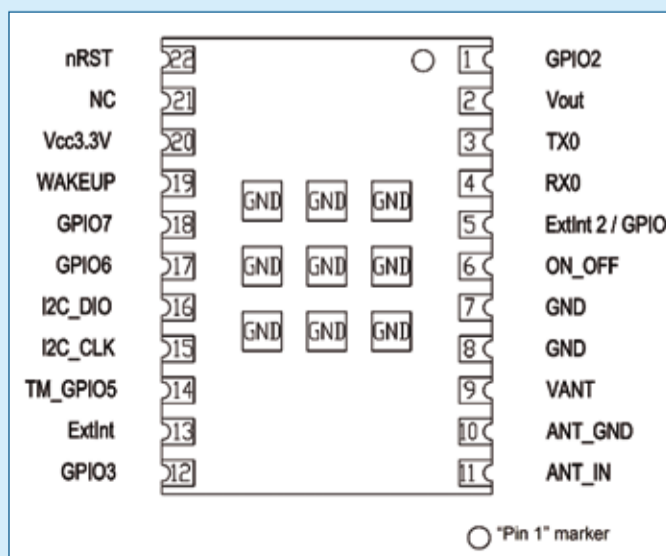 nRST 22 1 GPIO2
NC 21 2 Vout
Vcc3.3V 20 3 TX0
WAKEUP 19 4 RX0
GND GND GND
GPIO7 18 5 ExtInt 2 / GPIO
GPIO6 17 6 ON_OFF
GND GND GND
I2C_DIO 16 7 GND
GND GND GND
I2C_CLK 15 8 GND
TM_GPIO5 14 9 VANT
ExtInt 13 10 ANT_GND
GPIO3 12 11 ANT_IN
"Pin 1" marker